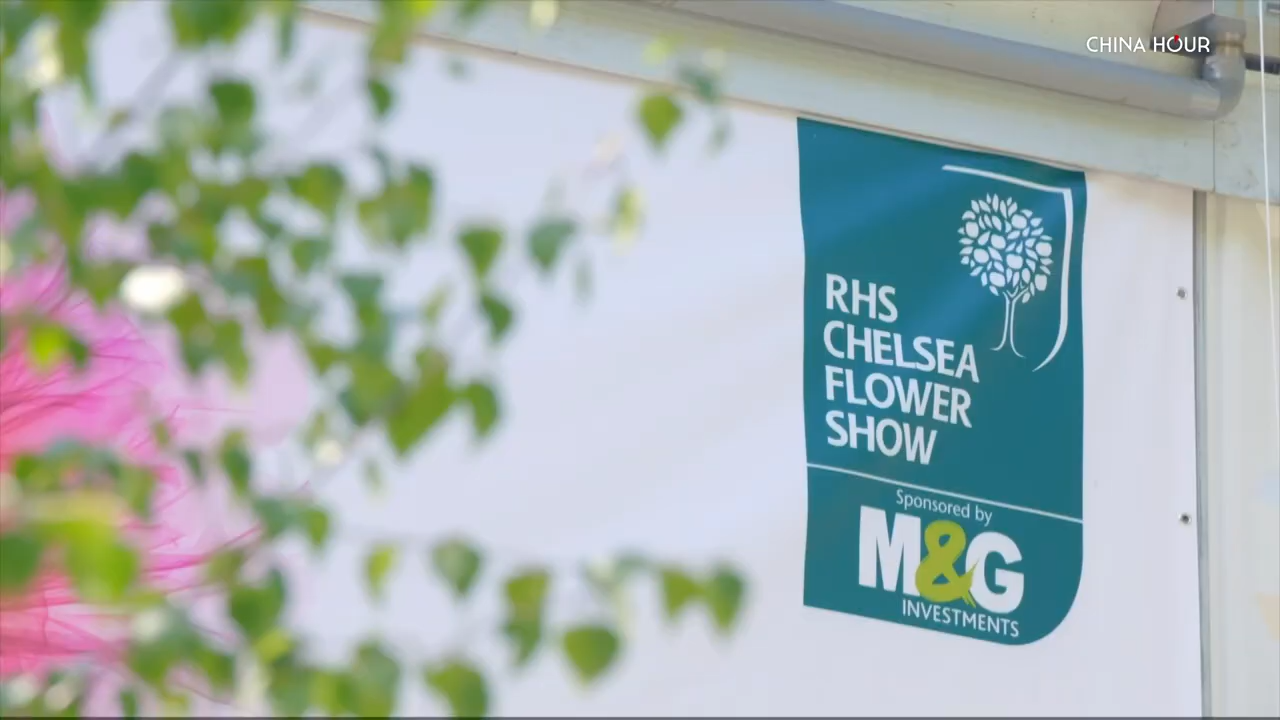 CHINA HOUR
RHS
CHELSEA
FLOWER
SHOW
Sponsored by
M&G
INVESTMENTS